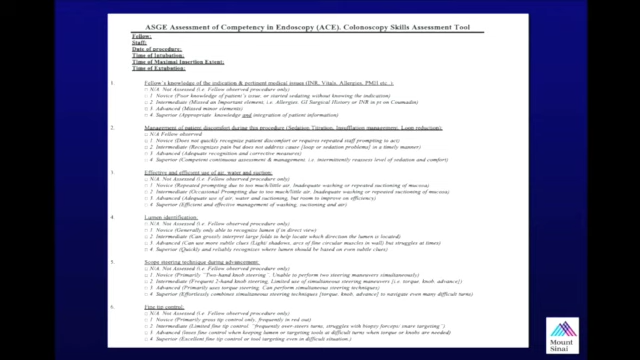 ASGE Assessment of Competency in Endoscopy (ACE). Colonoscopy Skills Assessment Tool
Fellow:
Staff:
Date of procedure:
Time of Intubation:
Time of Maximal Insertion Extent:
Time of Extubation:
1. Fellow's knowledge of the indication & pertinent medical issues (INR, Vitals, Allergies, PMH etc..):
□ N/A Not Assessed (i.e. Fellow observed procedure only)
□ 1 Novice (Poor knowledge of patient's issue or started sedating without knowing the indication)
□ 2 Intermediate (Missed an Important element, i.e. Allergies, GI Surgical History or INR in pt on Coumadin)
□ 3 Advanced (Missed minor elements)
□ 4 Superior (Appropriate knowledge and integration of patient information)
2. Management of patient discomfort during this procedure (Sedation Titration, Insufflation management, Loop reduction):
□ N/A Fellow observed
□ 1 Novice (Does not quickly recognize patient discomfort or requires repeated staff prompting to act)
□ 2 Intermediate (Recognizes pain but does not address cause [loop or sedation problems] in a timely manner)
□ 3 Advanced (Adequate recognition and corrective measures)
□ 4 Superior (Competent continuous assessment & management. i.e. intermittently reassess level of sedation and comfort)
3. Effective and efficient use of air, water and suction:
□ N/A Not Assessed (i.e. Fellow observed procedure only)
□ 1 Novice (Repeated prompting due to too much/little air. Inadequate washing or repeated suctioning of mucosa)
□ 2 Intermediate (Occasional Prompting due to too much/little air. Inadequate washing or repeated suctioning of mucosa)
□ 3 Advanced (Adequate use of air, water and suctioning, but room to improve on efficiency)
□ 4 Superior (Efficient and effective management of washing, suctioning and air)
4. Lumen identification:
□ N/A. Not Assessed (i.e. Fellow observed procedure only)
□ 1 Novice (Generally only able to recognize lumen if in direct view)
□ 2 Intermediate (Can grossly interpret large folds to help locate which direction the lumen is located)
□ 3 Advanced (Can use more subtle clues (Light/shadows, arcs of fine circular muscles in wall) but struggles at times)
□ 4 Superior (Quickly and reliably recognizes where lumen should be based on even subtle clues)
5. Scope steering technique during advancement:
□ N/A Not Assessed (i.e. Fellow observed procedure only)
□ 1 Novice (Primarily "Two-hand knob steering". Unable to perform two steering maneuvers simultaneously)
□ 2 Intermediate (Frequent 2-hand knob steering, Limited use of simultaneous steering maneuvers [i.e. torque, knob, advance])
□ 3 Advanced (Primarily uses torque steering, Can perform simultaneous steering techniques)
□ 4 Superior (Effortlessly combines simultaneous steering techniques [torque, knob, advance] to navigate even many difficult turns)
6. Fine tip control:
□ N/A Not Assessed (i.e. Fellow observed procedure only)
□ 1 Novice (Primarily gross tip control only, frequently in red out)
□ 2 Intermediate (Limited fine tip control, "frequently over-steers turns, struggles with biopsy forceps/ snare targeting")
□ 3 Advanced (loses fine control when keeping lumen or targeting tools at difficult turns when torque or knobs are needed)
□ 4 Superior (Excellent fine tip control or tool targeting even in difficult situation.)
Mount
Sinai